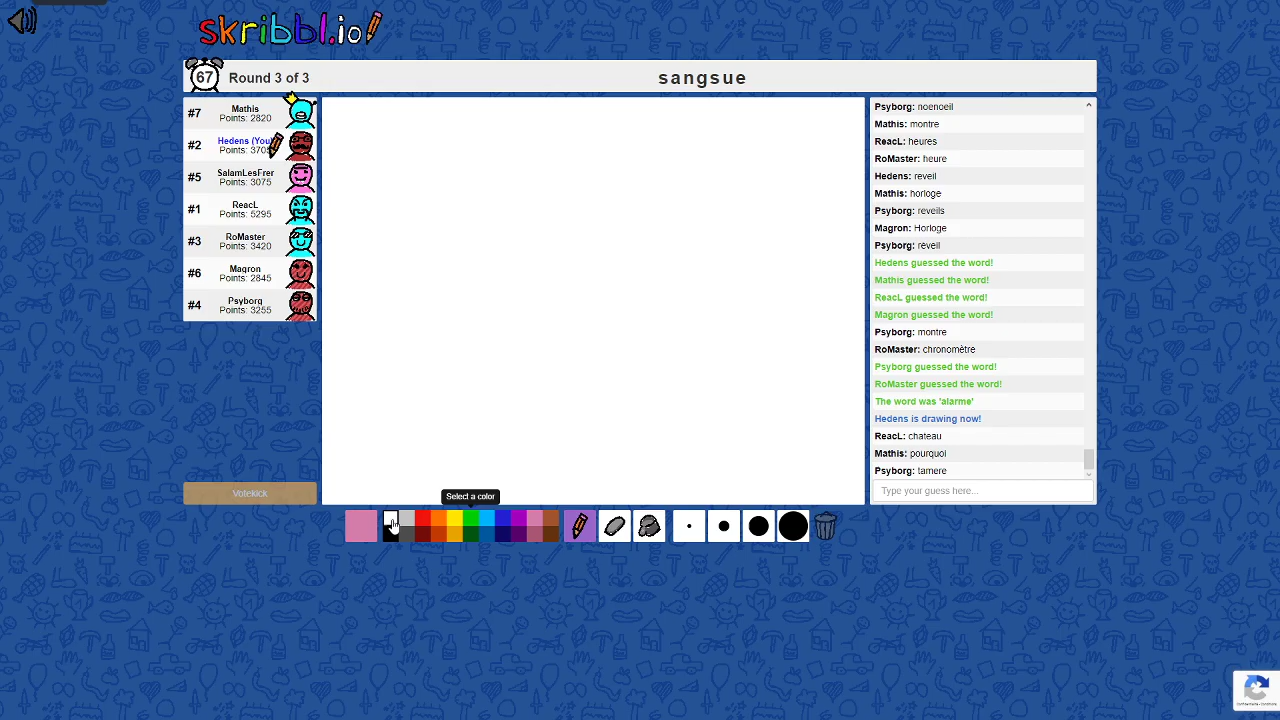 skribbl.io
67
Round 3 of 3
sangsue
#7
Mathis
Points: 2820
#2
Hedens (You)
Points: 3705
#5
SalamLesFrer
Points: 3075
#1
ReacL
Points: 5295
#3
RoMaster
Points: 3420
#6
Magron
Points: 2845
#4
Psyborg
Points: 3255
Votekick
Psyborg: noenoeil
Mathis: montre
ReacL: heures
RoMaster: heure
Hedens: reveil
Mathis: horloge
Psyborg: reveils
Magron: Horloge
Psyborg: reveil
Hedens guessed the word!
Mathis guessed the word!
ReacL guessed the word!
Magron guessed the word!
Psyborg: montre
RoMaster: chronomètre
Psyborg guessed the word!
RoMaster guessed the word!
The word was 'alarme'
Hedens is drawing now!
ReacL: chateau
Mathis: pourquoi
Psyborg: tamere
Type your guess here...
Select a color